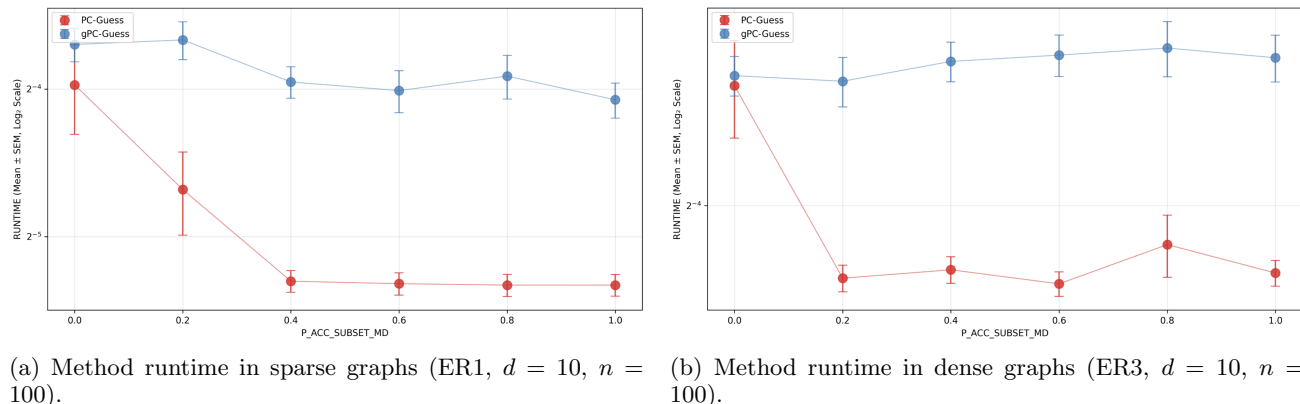 PC-Guess
gPC-Guess
RUNTIME (Mean ± SEM, Log₂ Scale)
2⁻⁴
2⁻⁵
0.0 0.2 0.4 0.6 0.8 1.0
P_ACC_SUBSET_MD
(a) Method runtime in sparse graphs (ER1, d = 10, n =
100).
PC-Guess
gPC-Guess
RUNTIME (Mean ± SEM, Log₂ Scale)
2⁻⁴
0.0 0.2 0.4 0.6 0.8 1.0
P_ACC_SUBSET_MD
(b) Method runtime in dense graphs (ER3, d = 10, n =
100).